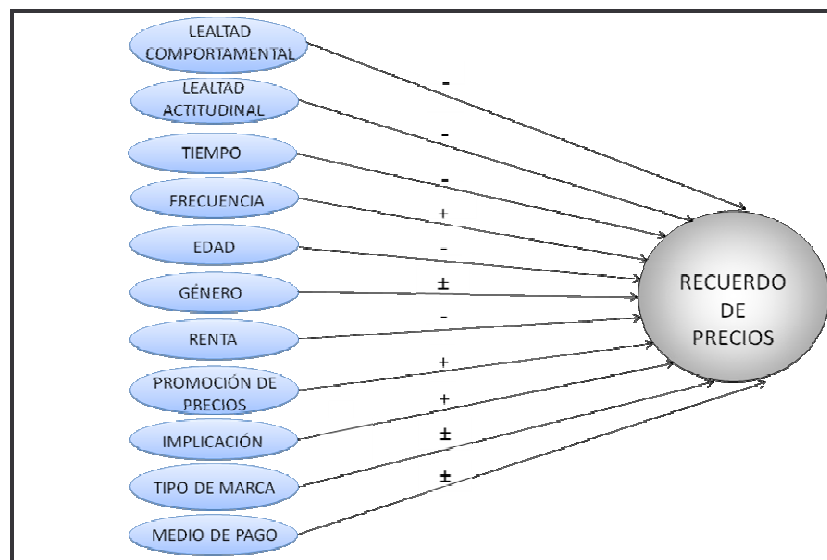 LEALTAD
COMPORTAMENTAL
-
LEALTAD
ACTITUDINAL
-
TIEMPO
-
FRECUENCIA
+
EDAD
-
GÉNERO
±
RENTA
-
PROMOCIÓN DE
PRECIOS
+
IMPLICACIÓN
+
TIPO DE MARCA
±
MEDIO DE PAGO
±
RECUERDO
DE
PRECIOS